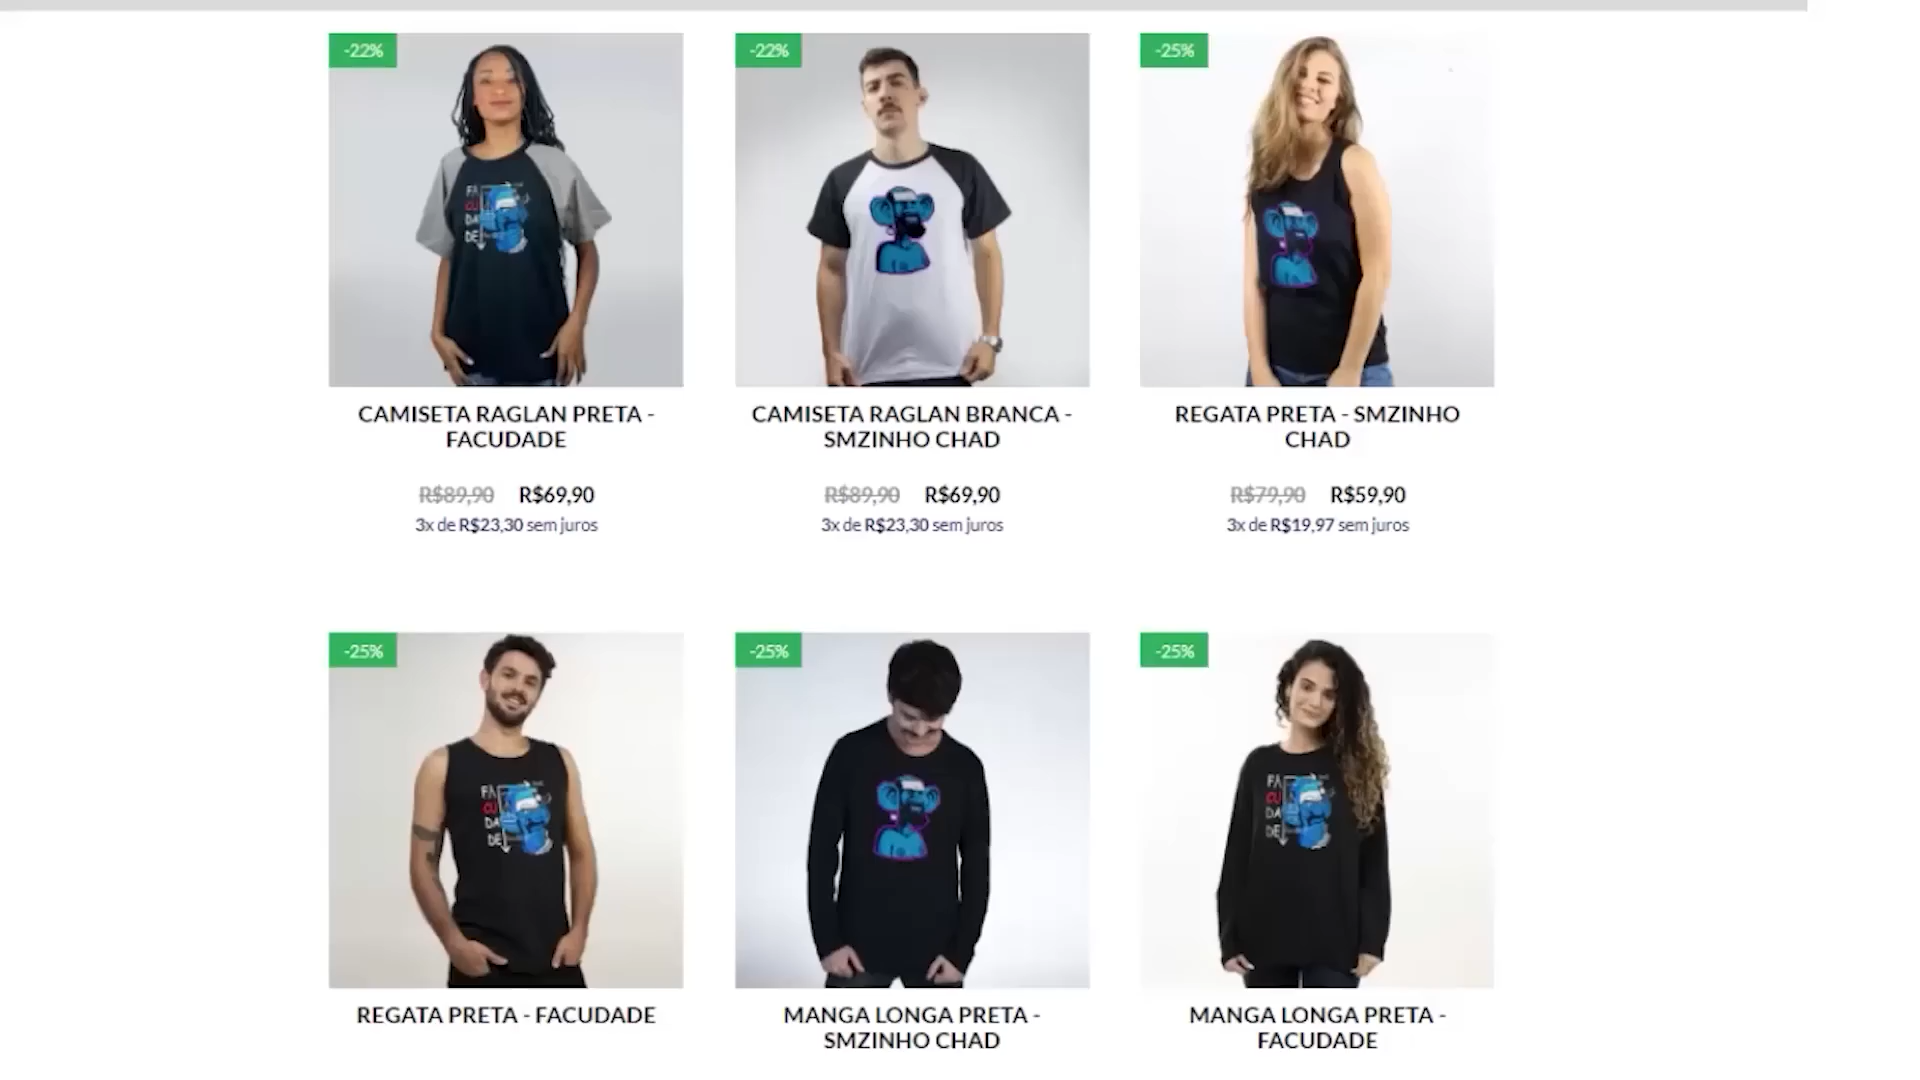 -22%
-22%
-25%
FA
CU
DA
DE
CAMISETA RAGLAN PRETA -
FACUDADE
CAMISETA RAGLAN BRANCA -
SMZINHO CHAD
REGATA PRETA - SMZINHO
CHAD
R$89,90 R$69,90
R$89,90 R$69,90
R$79,90 R$59,90
3x de R$23,30 sem juros
3x de R$23,30 sem juros
3x de R$19,97 sem juros
-25%
-25%
-25%
FA
CU
DA
DE
FA
CU
DA
DE
REGATA PRETA - FACUDADE
MANGA LONGA PRETA -
SMZINHO CHAD
MANGA LONGA PRETA -
FACUDADE